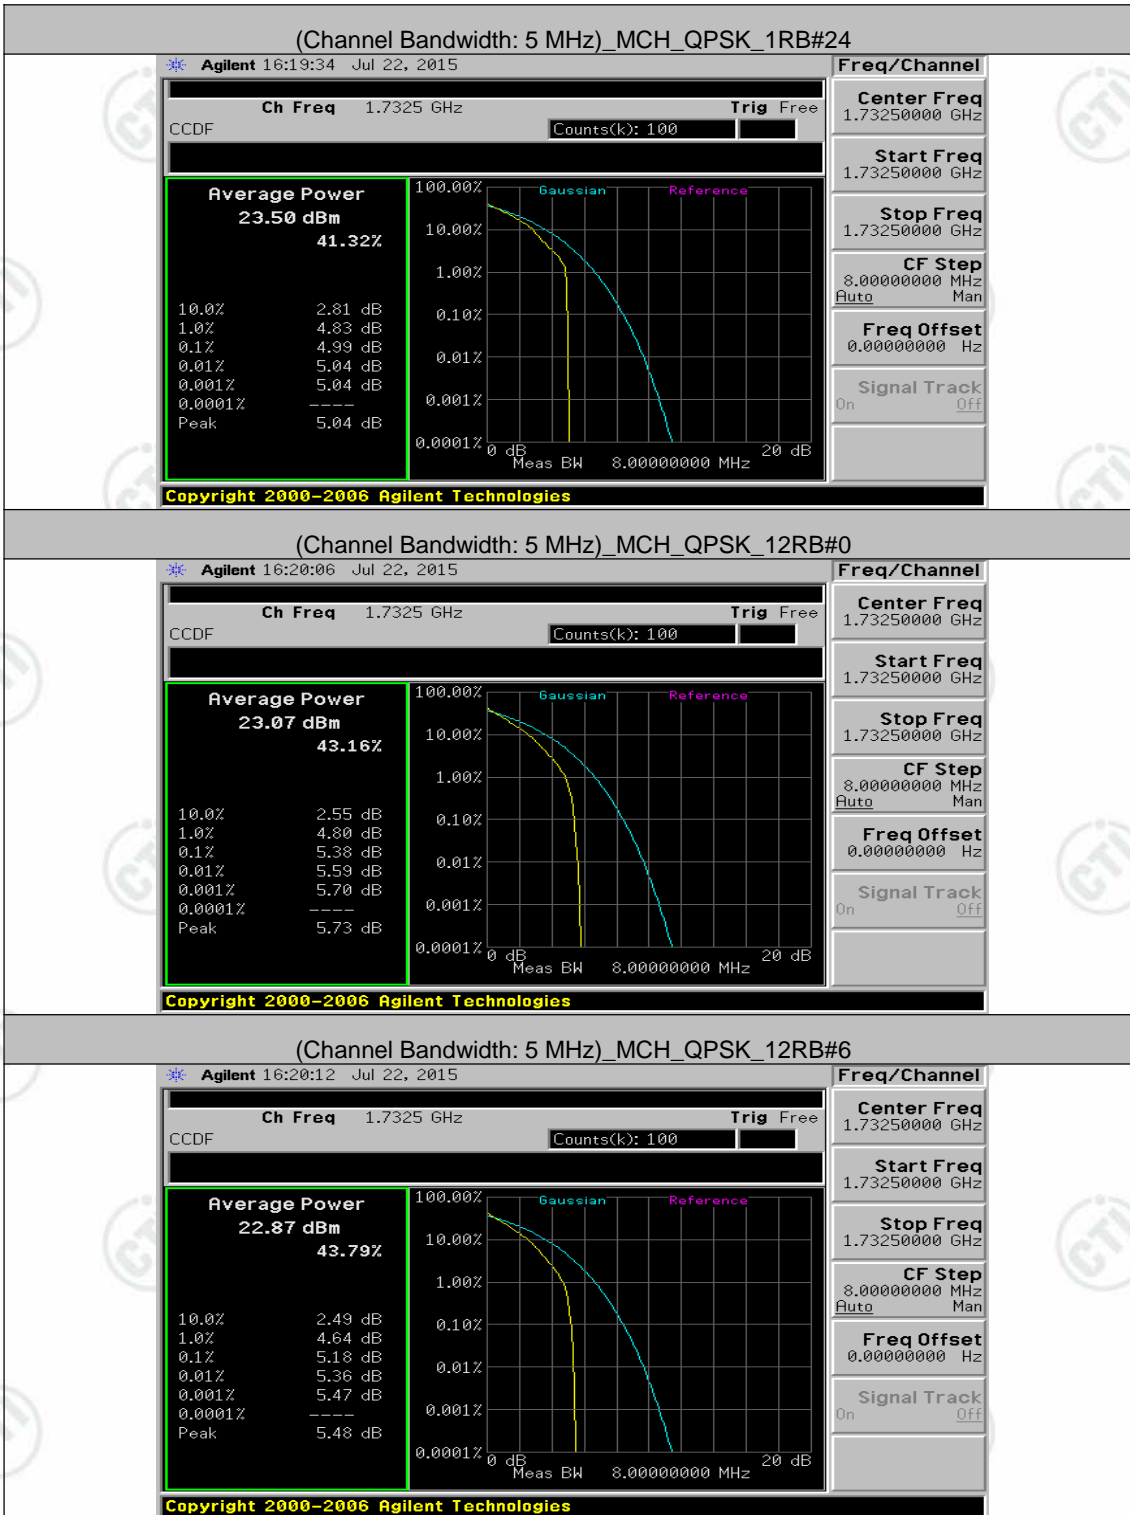 (Channel Bandwidth: 5 MHz)_MCH_QPSK_1RB#24
Agilent 16:19:34 Jul 22, 2015
Freq/Channel
Ch Freq 1.7325 GHz Trig Free
CCDF Counts(k): 100
Center Freq
1.73250000 GHz
Start Freq
1.73250000 GHz
Stop Freq
1.73250000 GHz
CF Step
8.00000000 MHz
Auto Man
Freq Offset
0.00000000 Hz
Signal Track
On Off
Average Power
23.50 dBm
41.32%
10.0% 2.81 dB
1.0% 4.83 dB
0.1% 4.99 dB
0.01% 5.04 dB
0.001% 5.04 dB
0.0001% ----
Peak 5.04 dB
Gaussian Reference
100.00%
10.00%
1.00%
0.10%
0.01%
0.001%
0.0001%
0 dB 20 dB
Meas BW 8.00000000 MHz
Copyright 2000-2006 Agilent Technologies
(Channel Bandwidth: 5 MHz)_MCH_QPSK_12RB#0
Agilent 16:20:06 Jul 22, 2015
Freq/Channel
Ch Freq 1.7325 GHz Trig Free
CCDF Counts(k): 100
Center Freq
1.73250000 GHz
Start Freq
1.73250000 GHz
Stop Freq
1.73250000 GHz
CF Step
8.00000000 MHz
Auto Man
Freq Offset
0.00000000 Hz
Signal Track
On Off
Average Power
23.07 dBm
43.16%
10.0% 2.55 dB
1.0% 4.80 dB
0.1% 5.38 dB
0.01% 5.59 dB
0.001% 5.70 dB
0.0001% ----
Peak 5.73 dB
Gaussian Reference
100.00%
10.00%
1.00%
0.10%
0.01%
0.001%
0.0001%
0 dB 20 dB
Meas BW 8.00000000 MHz
Copyright 2000-2006 Agilent Technologies
(Channel Bandwidth: 5 MHz)_MCH_QPSK_12RB#6
Agilent 16:20:12 Jul 22, 2015
Freq/Channel
Ch Freq 1.7325 GHz Trig Free
CCDF Counts(k): 100
Center Freq
1.73250000 GHz
Start Freq
1.73250000 GHz
Stop Freq
1.73250000 GHz
CF Step
8.00000000 MHz
Auto Man
Freq Offset
0.00000000 Hz
Signal Track
On Off
Average Power
22.87 dBm
43.79%
10.0% 2.49 dB
1.0% 4.64 dB
0.1% 5.18 dB
0.01% 5.36 dB
0.001% 5.47 dB
0.0001% ----
Peak 5.48 dB
Gaussian Reference
100.00%
10.00%
1.00%
0.10%
0.01%
0.001%
0.0001%
0 dB 20 dB
Meas BW 8.00000000 MHz
Copyright 2000-2006 Agilent Technologies
CTI
CTI
CTI
CTI
CTI
CTI
CTI
CTI